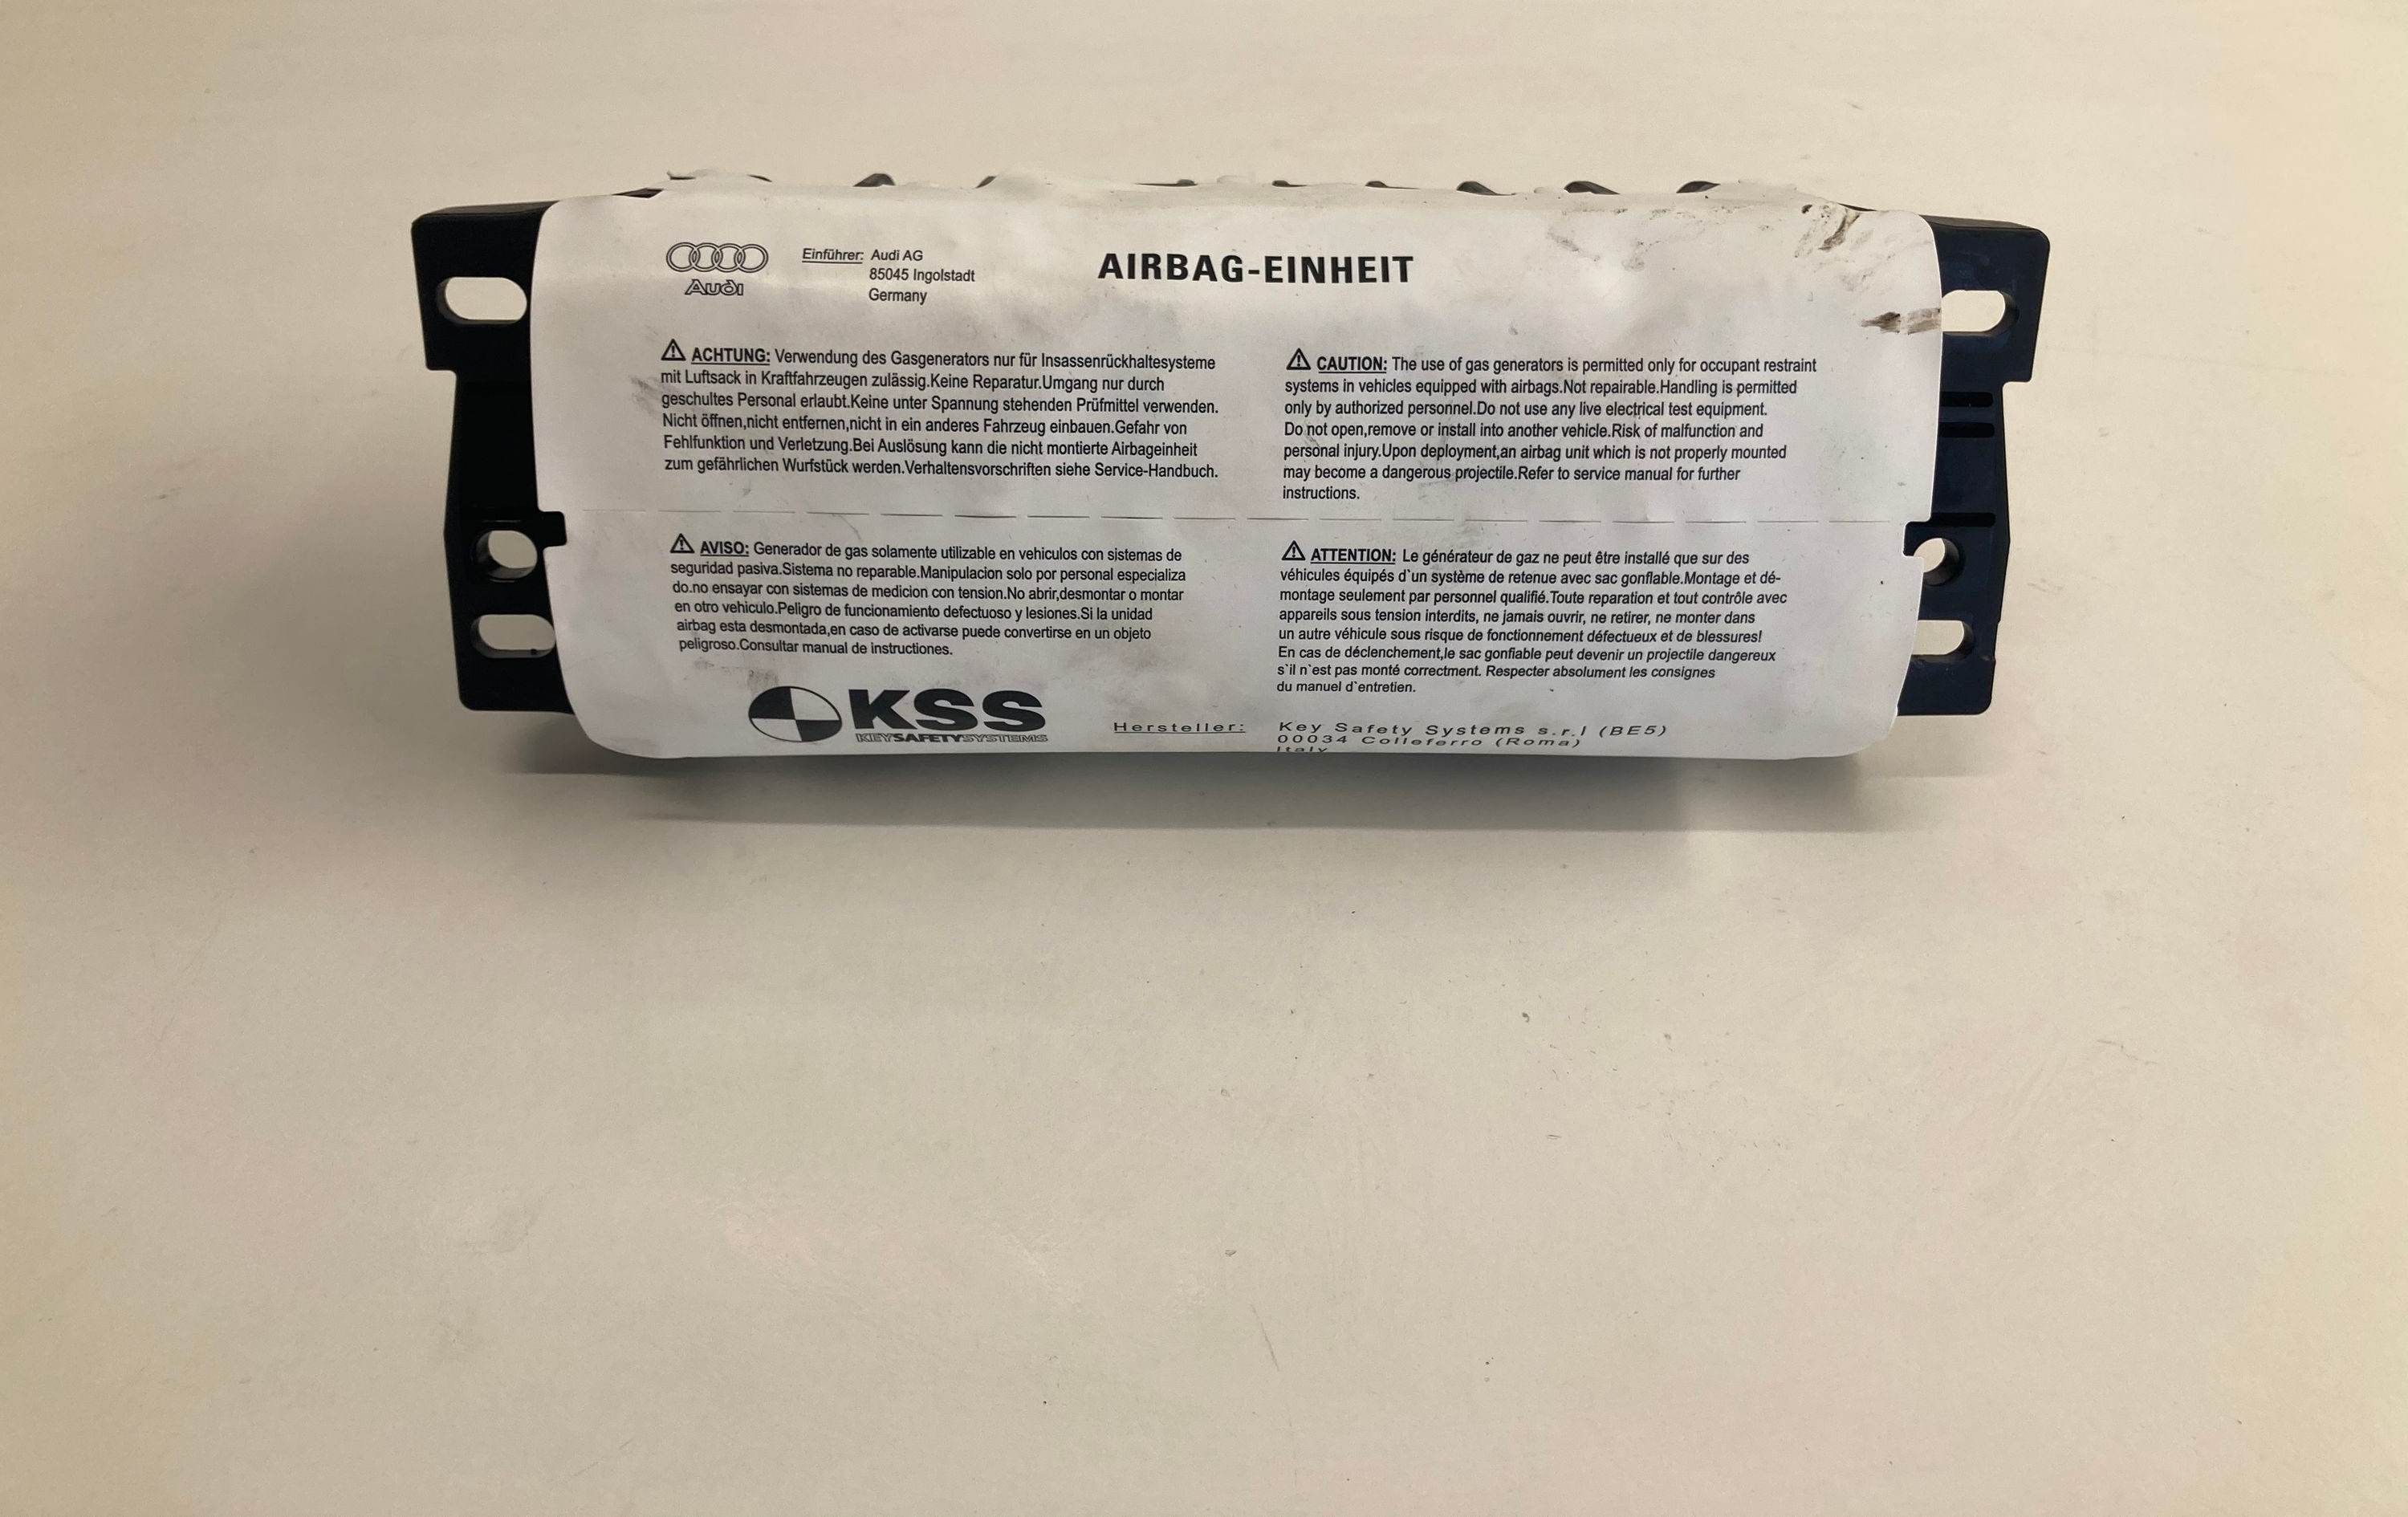 Audi
Einführer: Audi AG
85045 Ingolstadt
Germany
AIRBAG-EINHEIT
ACHTUNG: Verwendung des Gasgenerators nur für Insassenrückhaltesysteme
mit Luftsack in Kraftfahrzeugen zulässig.Keine Reparatur.Umgang nur durch
geschultes Personal erlaubt.Keine unter Spannung stehenden Prüfmittel verwenden.
Nicht öffnen,nicht entfernen,nicht in ein anderes Fahrzeug einbauen.Gefahr von
Fehlfunktion und Verletzung.Bei Auslösung kann die nicht montierte Airbageinheit
zum gefährlichen Wurfstück werden.Verhaltensvorschriften siehe Service-Handbuch.
CAUTION: The use of gas generators is permitted only for occupant restraint
systems in vehicles equipped with airbags.Not repairable.Handling is permitted
only by authorized personnel.Do not use any live electrical test equipment.
Do not open,remove or install into another vehicle.Risk of malfunction and
personal injury.Upon deployment,an airbag unit which is not properly mounted
may become a dangerous projectile.Refer to service manual for further
instructions.
AVISO: Generador de gas solamente utilizable en vehiculos con sistemas de
seguridad pasiva.Sistema no reparable.Manipulacion solo por personal especializa
do.no ensayar con sistemas de medicion con tension.No abrir,desmontar o montar
en otro vehiculo.Peligro de funcionamiento defectuoso y lesiones.Si la unidad
airbag esta desmontada,en caso de activarse puede convertirse en un objeto
peligroso.Consultar manual de instructiones.
ATTENTION: Le générateur de gaz ne peut être installé que sur des
véhicules équipés d`un système de retenue avec sac gonflable.Montage et dé-
montage seulement par personnel qualifié.Toute reparation et tout contrôle avec
appareils sous tension interdits, ne jamais ouvrir, ne retirer, ne monter dans
un autre véhicule sous risque de fonctionnement défectueux et de blessures!
En cas de déclenchement,le sac gonfiable peut devenir un projectile dangereux
s`il n`est pas monté correctment. Respecter absolument les consignes
du manuel d`entretien.
KSS
KEYSAFETYSYSTEMS
Hersteller: Key Safety Systems s.r.l (BE5)
00034 Colleferro (Roma)
Italy